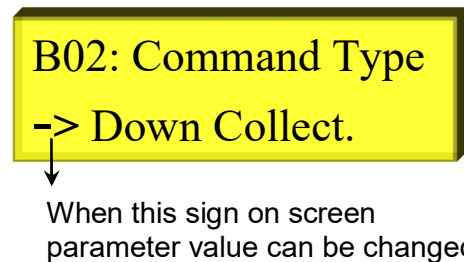 B02: Command Type
-> Down Collect.
When this sign on screen
parameter value can be changed